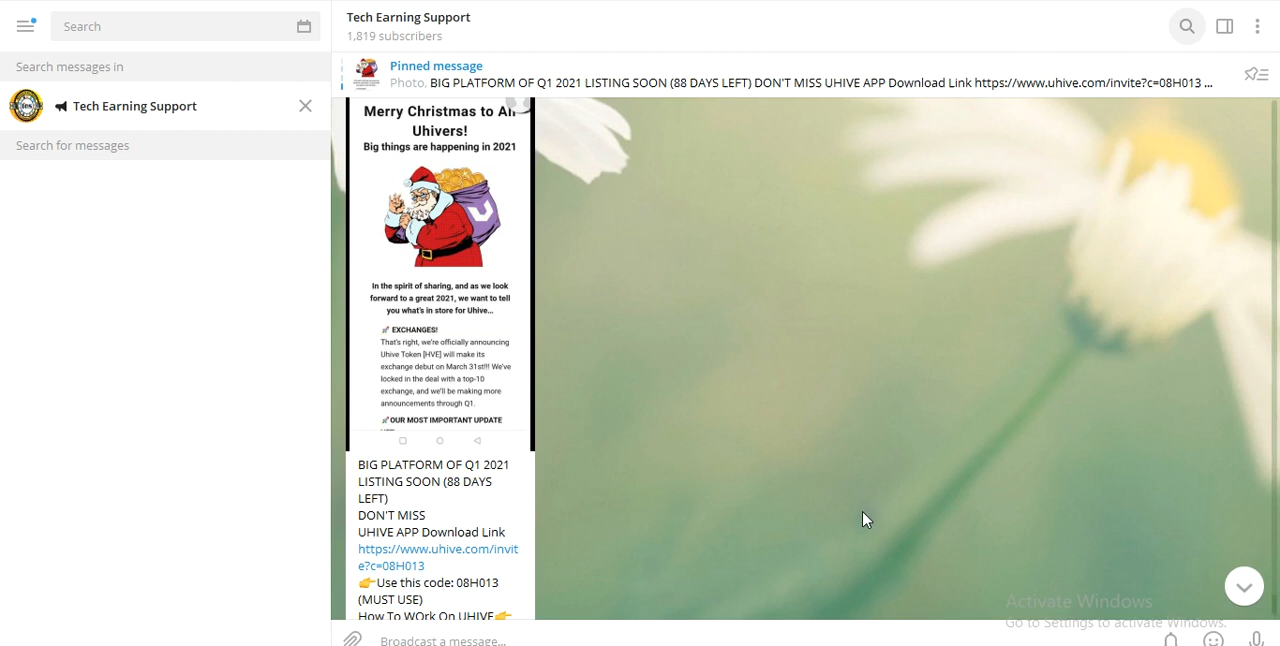 Search
Search messages in
Tech Earning Support
Search for messages
Tech Earning Support
1,819 subscribers
Pinned message
Photo, BIG PLATFORM OF Q1 2021 LISTING SOON (88 DAYS LEFT) DON'T MISS UHIVE APP Download Link https://www.uhive.com/invite?c=08H013 ...
Merry Christmas to All
Uhivers!
Big things are happening in 2021
In the spirit of sharing, and as we look
forward to a great 2021, we want to tell
you what's in store for Uhive...
🚀 EXCHANGES!
That's right, we're officially announcing
Uhive Token [HVE] will make its
exchange debut on March 31st!!! We've
locked in the deal with a top-10
exchange, and we'll be making more
announcements through Q1.
🚀OUR MOST IMPORTANT UPDATE
BIG PLATFORM OF Q1 2021
LISTING SOON (88 DAYS
LEFT)
DON'T MISS
UHIVE APP Download Link
https://www.uhive.com/invit
e?c=08H013
👉Use this code: 08H013
(MUST USE)
How To WOrk On UHIVE👉
Activate Windows
Go to Settings to activate Windows.
Broadcast a message...